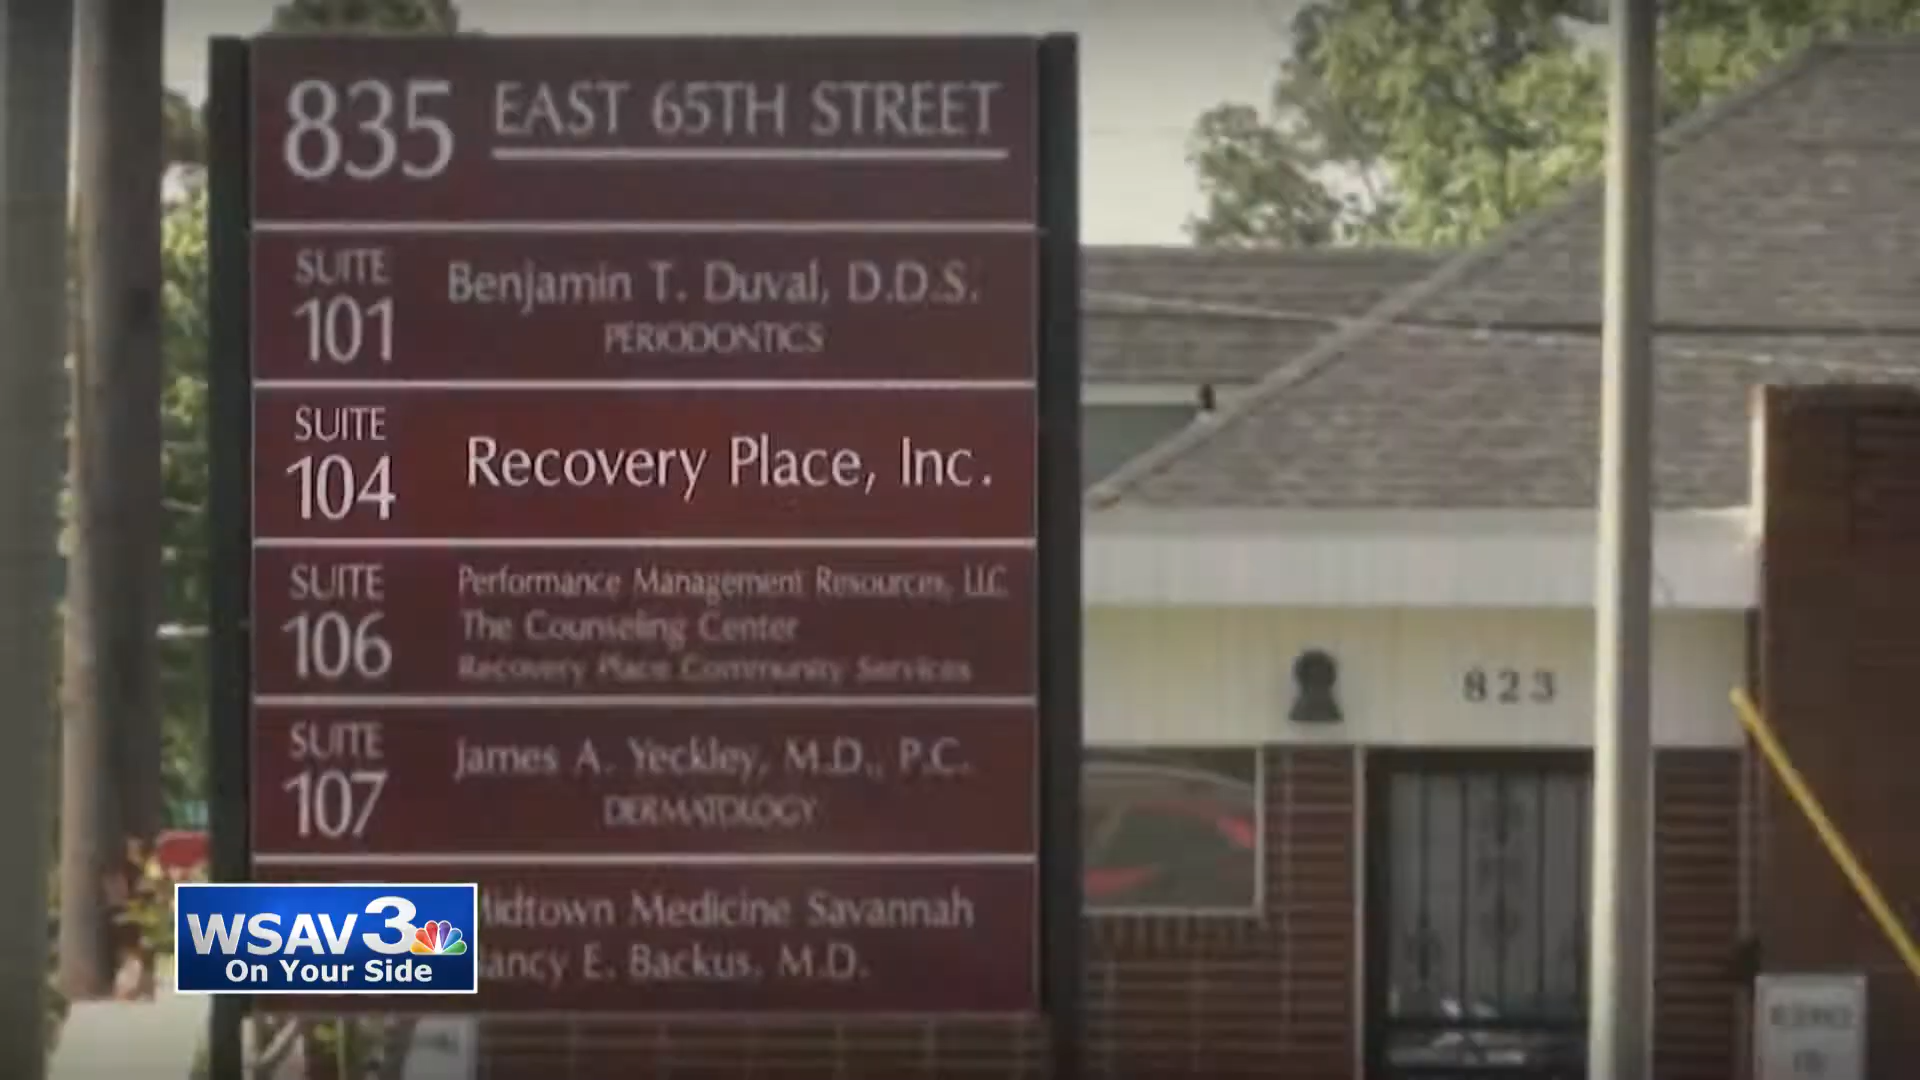 835 EAST 65TH STREET
SUITE 101
Benjamin T. Duval, D.D.S.
PERIODONTICS
SUITE 104
Recovery Place, Inc.
SUITE 106
Performance Management Resources, LLC
The Counseling Center
Recovery Place Community Services
SUITE 107
James A. Yeckley, M.D., P.C.
DERMATOLOGY
Medicine Savannah
E. Backus, M.D.
823
WSAV 3
On Your Side